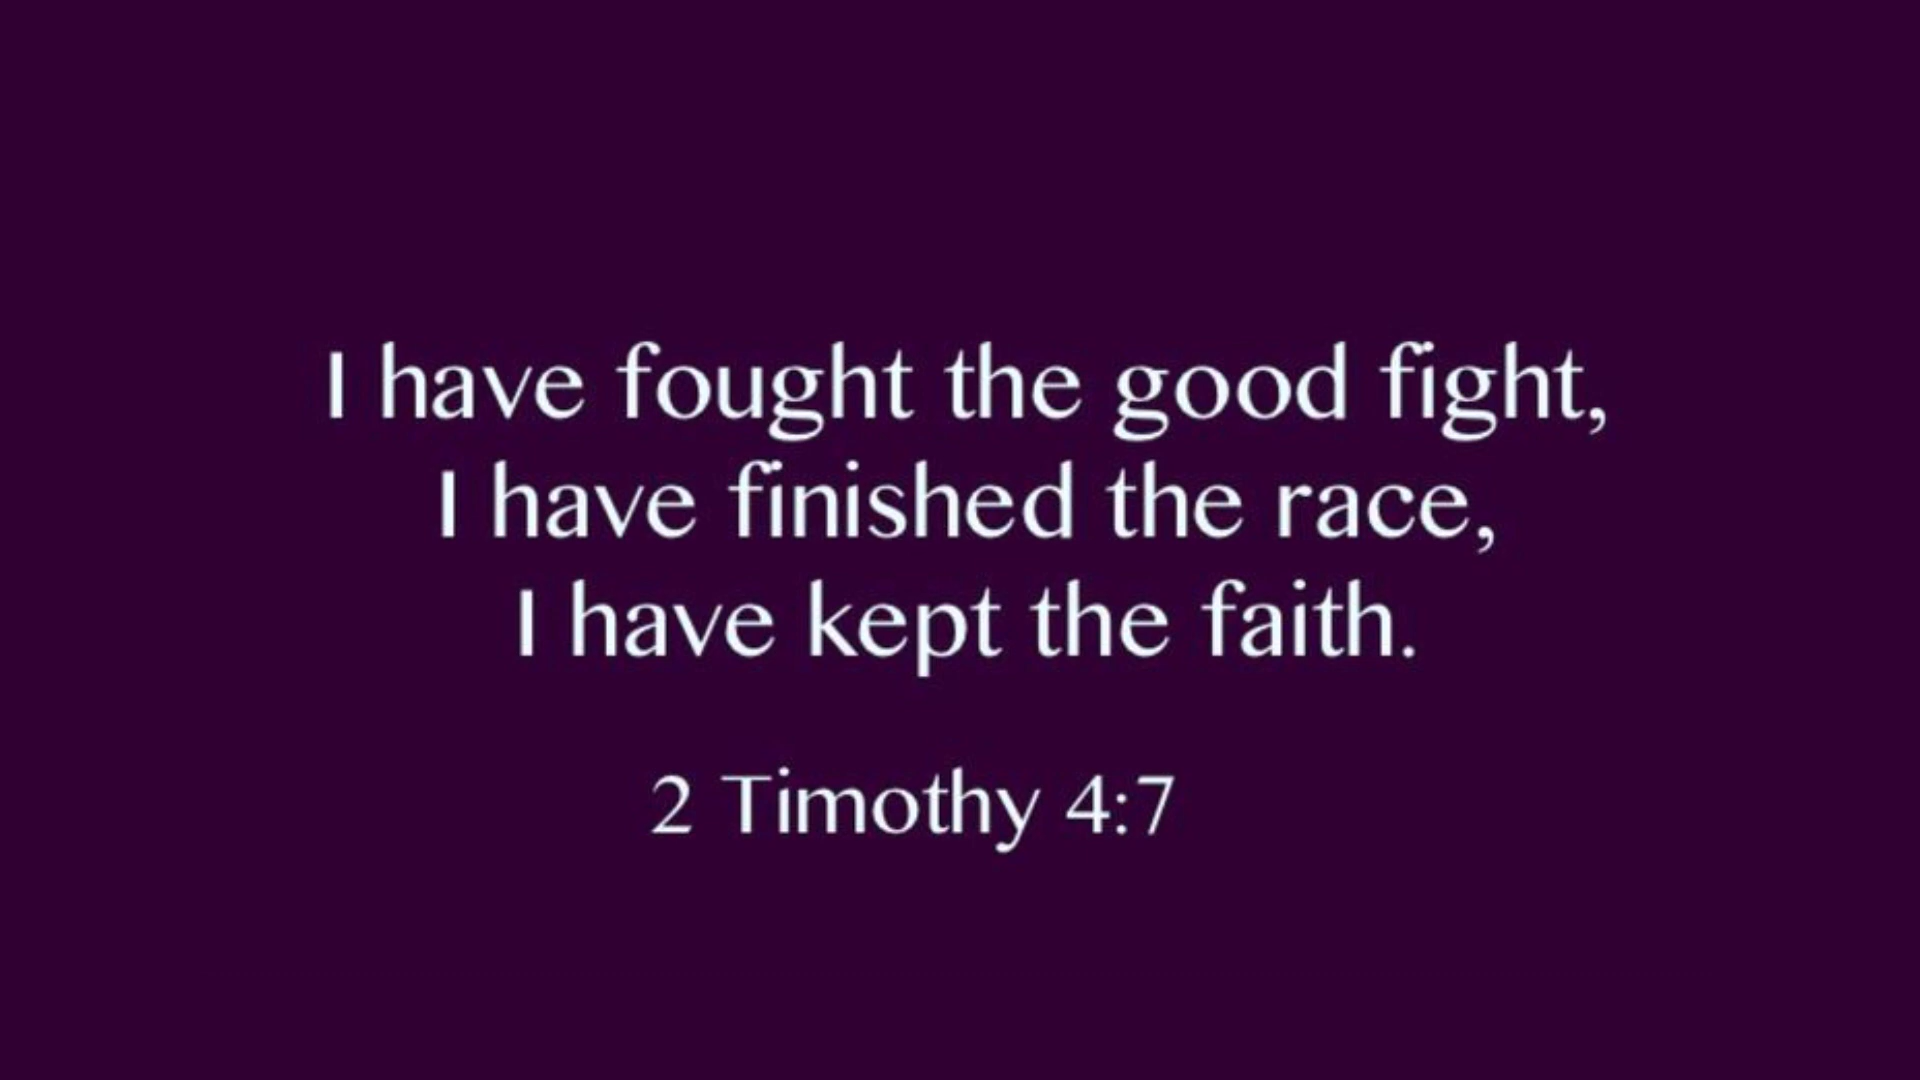 I have fought the good fight,
I have finished the race,
I have kept the faith.
2 Timothy 4:7